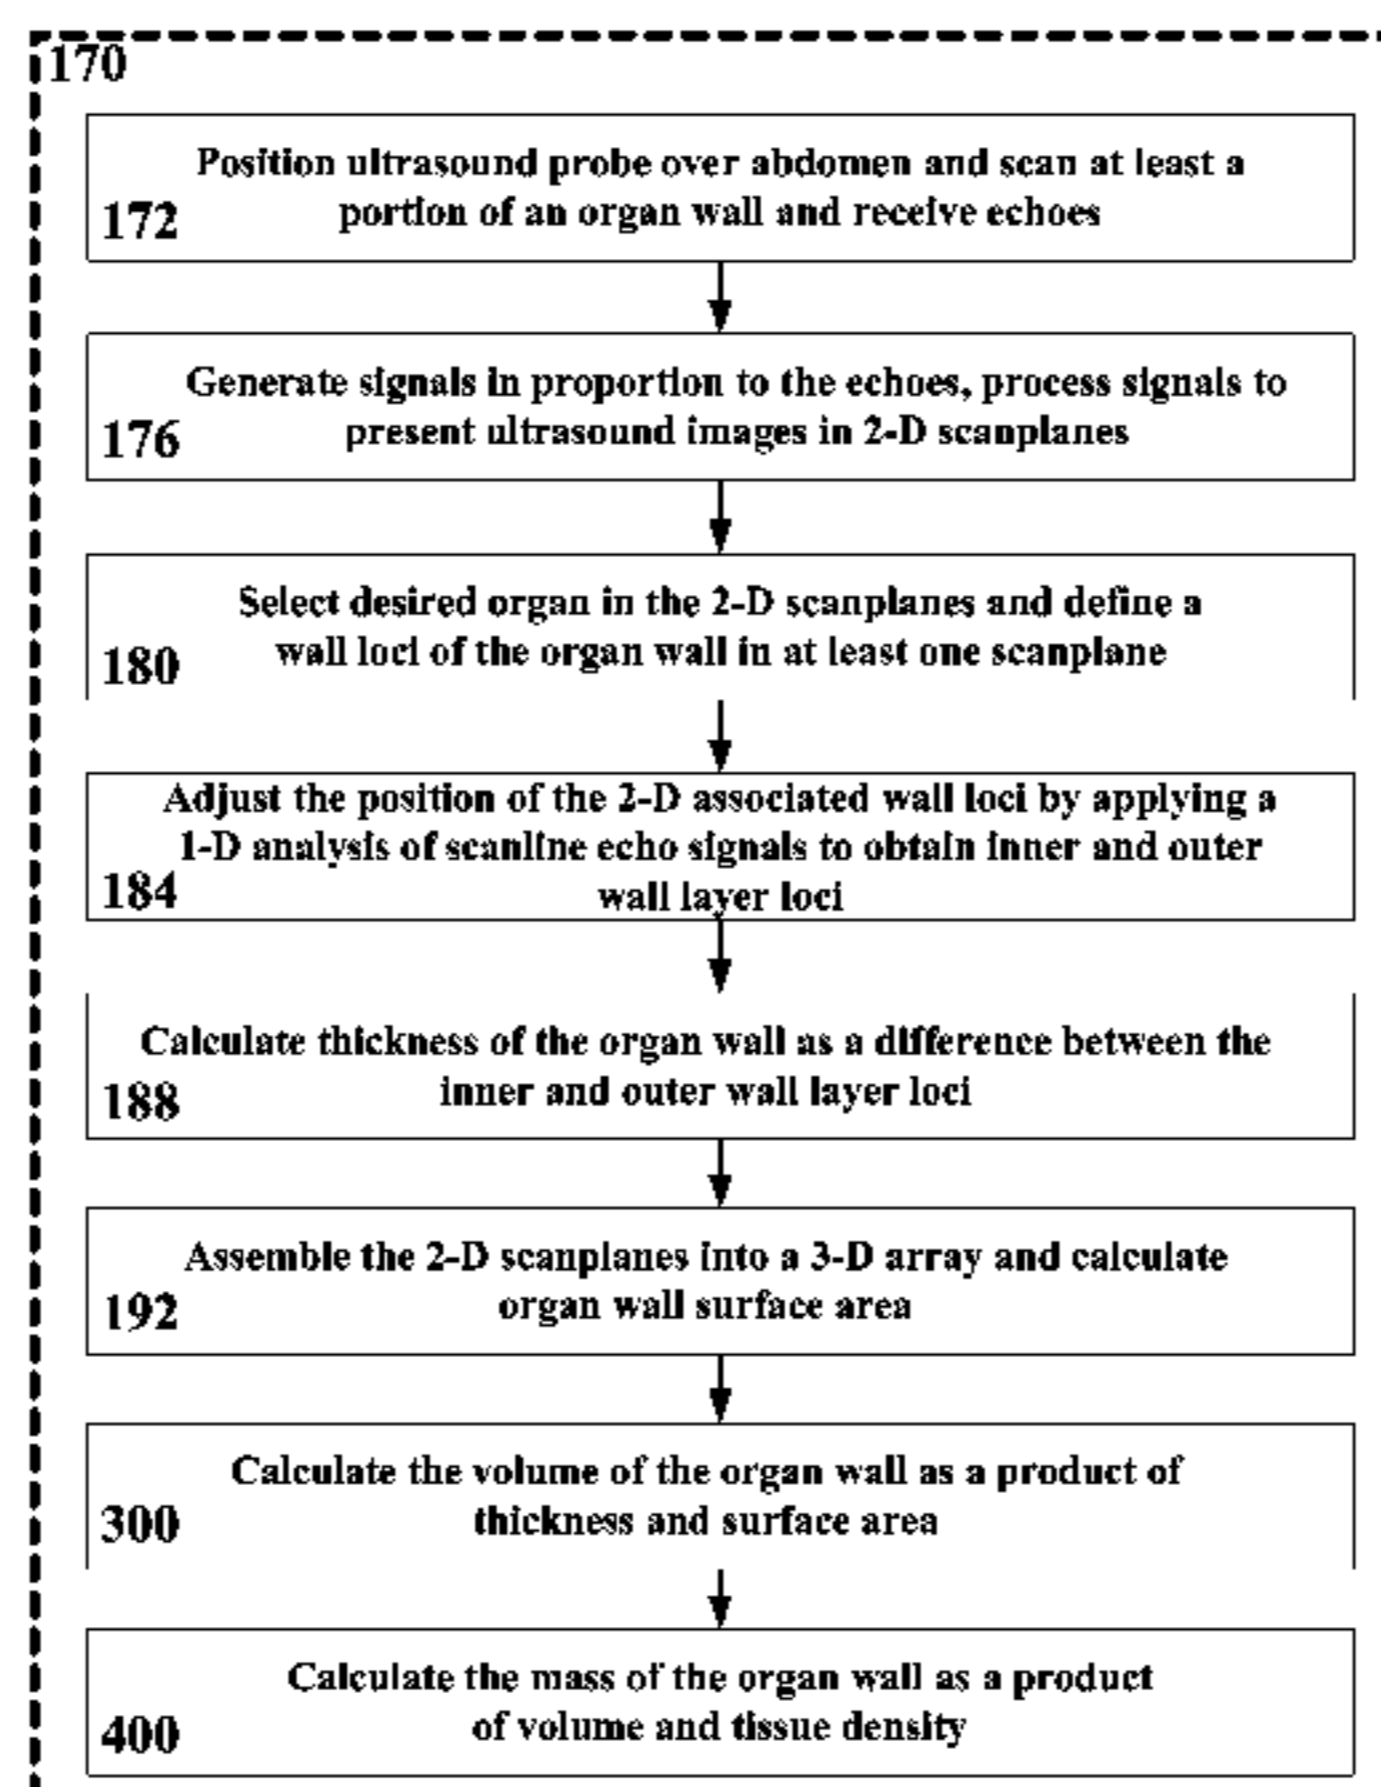 170
Position ultrasound probe over abdomen and scan at least a
portion of an organ wall and receive echoes
172
Generate signals in proportion to the echoes, process signals to
present ultrasound images in 2-D scanplanes
176
Select desired organ in the 2-D scanplanes and define a
wall loci of the organ wall in at least one scanplane
180
Adjust the position of the 2-D associated wall loci by applying a
1-D analysis of scanline echo signals to obtain inner and outer
wall layer loci
184
Calculate thickness of the organ wall as a difference between the
inner and outer wall layer loci
188
Assemble the 2-D scanplanes into a 3-D array and calculate
organ wall surface area
192
Calculate the volume of the organ wall as a product of
thickness and surface area
300
Calculate the mass of the organ wall as a product
of volume and tissue density
400